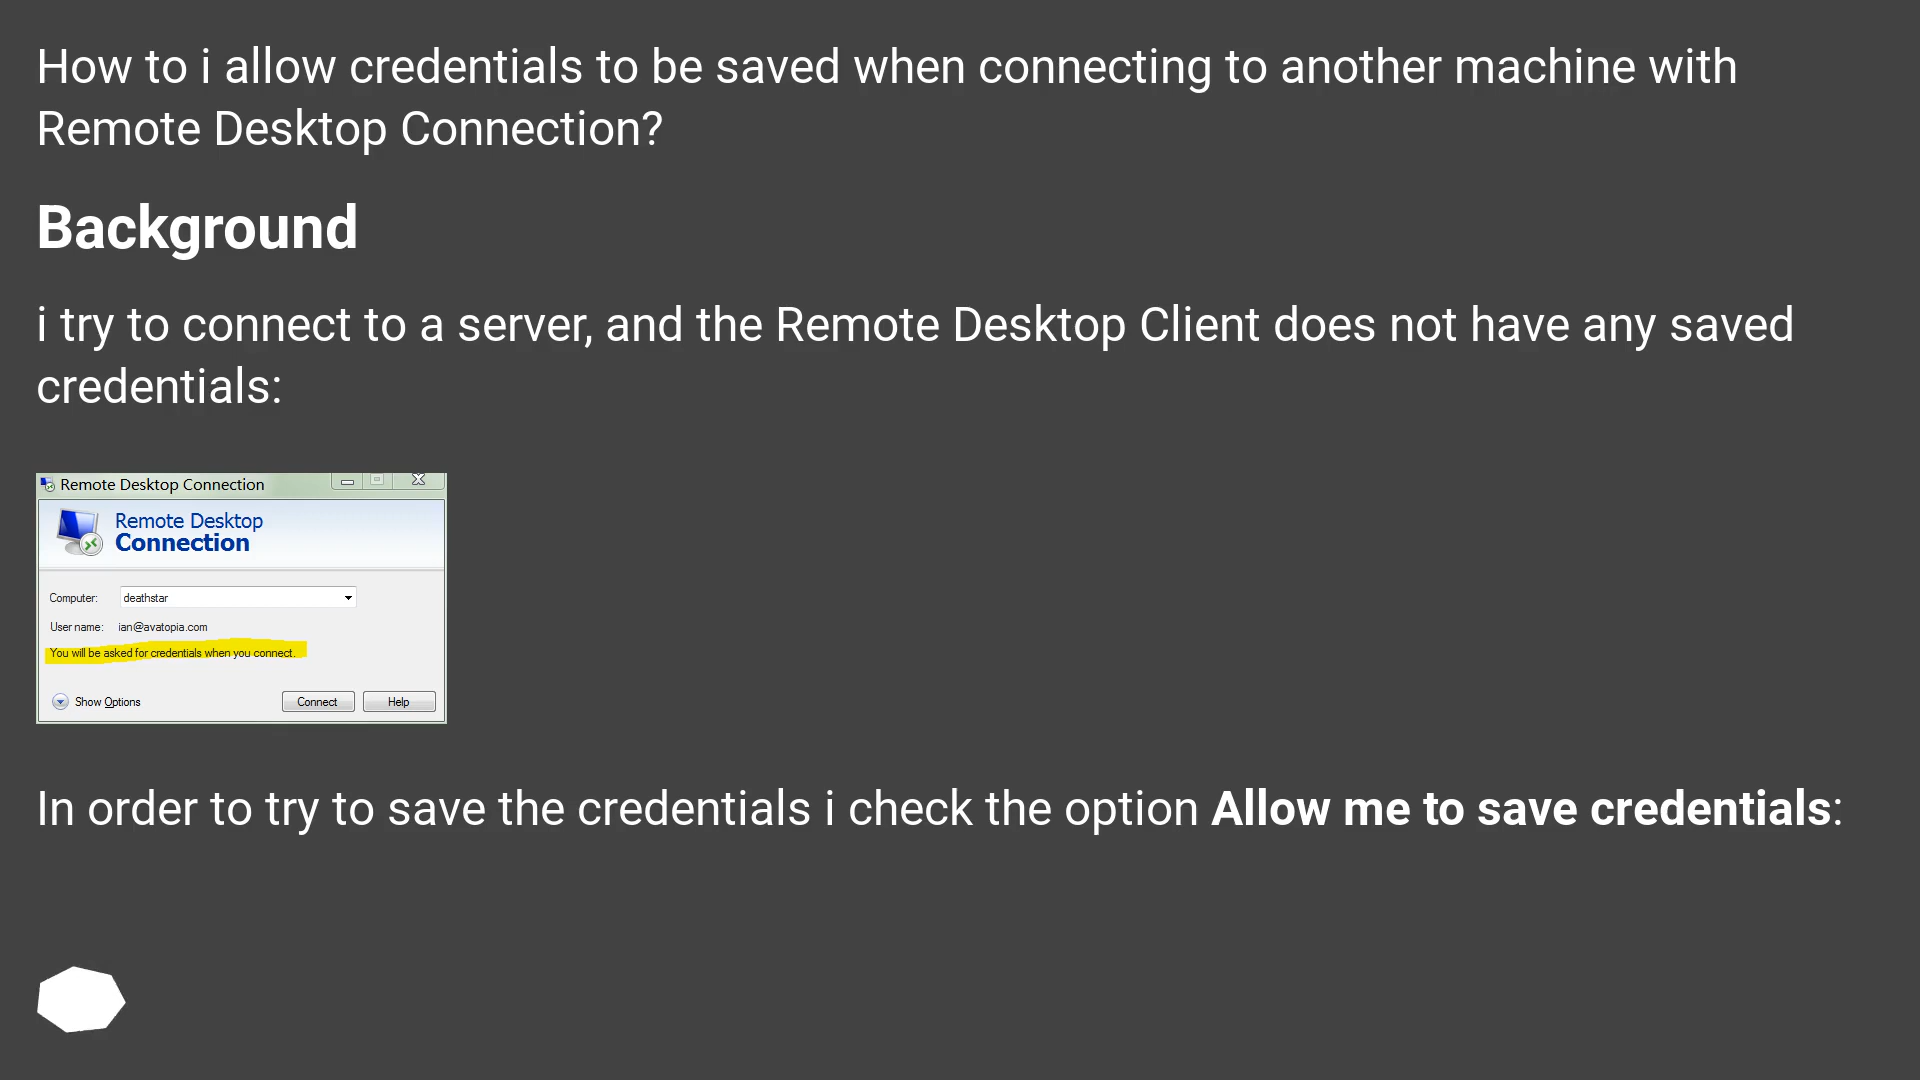 How to i allow credentials to be saved when connecting to another machine with
Remote Desktop Connection?
Background
i try to connect to a server, and the Remote Desktop Client does not have any saved
credentials:
Remote Desktop Connection
Remote Desktop
Connection
Computer: deathstar
User name: ian@avatopia.com
You will be asked for credentials when you connect.
Show Options Connect Help
In order to try to save the credentials i check the option Allow me to save credentials: